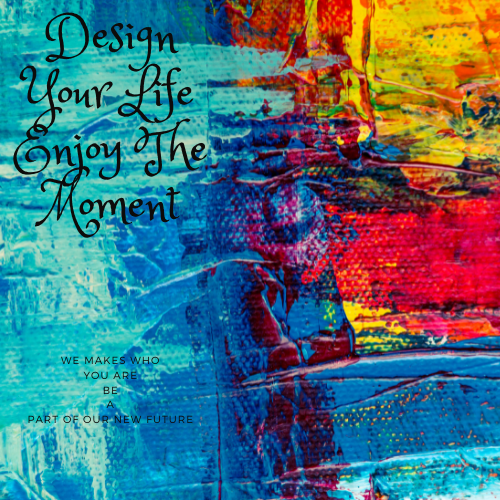 Design
Your Life
Enjoy The
Moment
WE MAKES WHO
YOU ARE
BE
A
PART OF OUR NEW FUTURE